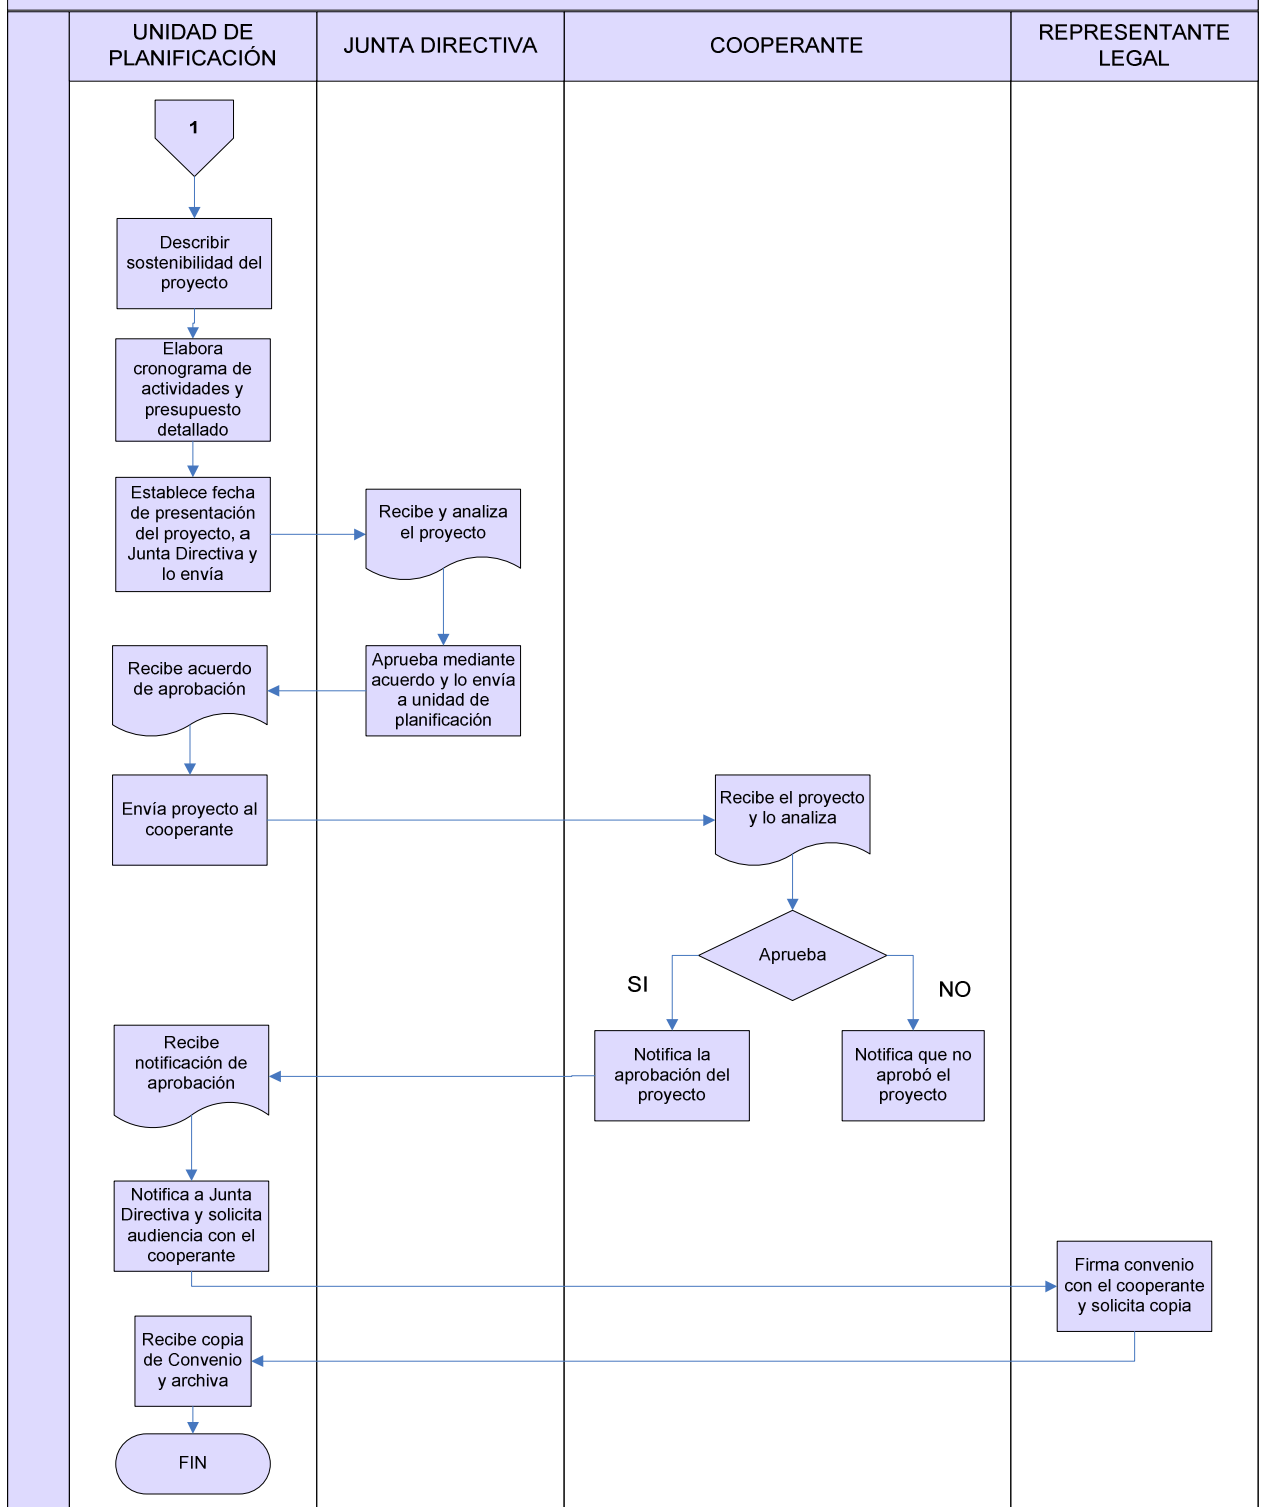 UNIDAD DE
PLANIFICACIÓN
JUNTA DIRECTIVA
COOPERANTE
REPRESENTANTE
LEGAL
1
Describir
sostenibilidad del
proyecto
Elabora
cronograma de
actividades y
presupuesto
detallado
Establece fecha
de presentación
del proyecto, a
Junta Directiva y
lo envía
Recibe y analiza
el proyecto
Aprueba mediante
acuerdo y lo envía
a unidad de
planificación
Recibe acuerdo
de aprobación
Envía proyecto al
cooperante
Recibe el proyecto
y lo analiza
Aprueba
SI
NO
Notifica la
aprobación del
proyecto
Notifica que no
aprobó el
proyecto
Recibe
notificación de
aprobación
Notifica a Junta
Directiva y solicita
audiencia con el
cooperante
Firma convenio
con el cooperante
y solicita copia
Recibe copia
de Convenio
y archiva
FIN